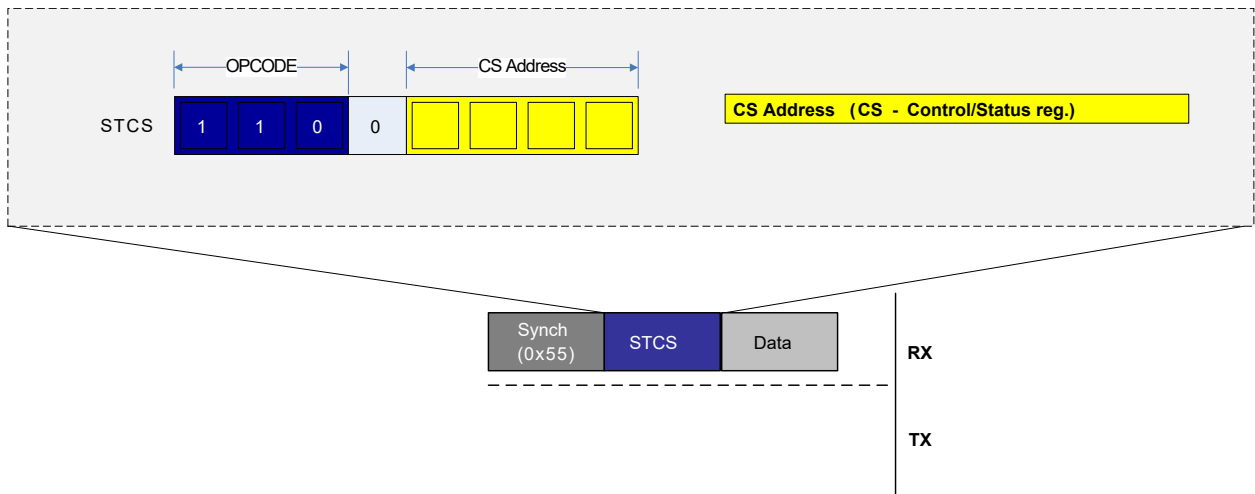 OPCODE CS Address
STCS 1 1 0 0
CS Address (CS - Control/Status reg.)
Synch
(0x55)
STCS
Data
RX
TX